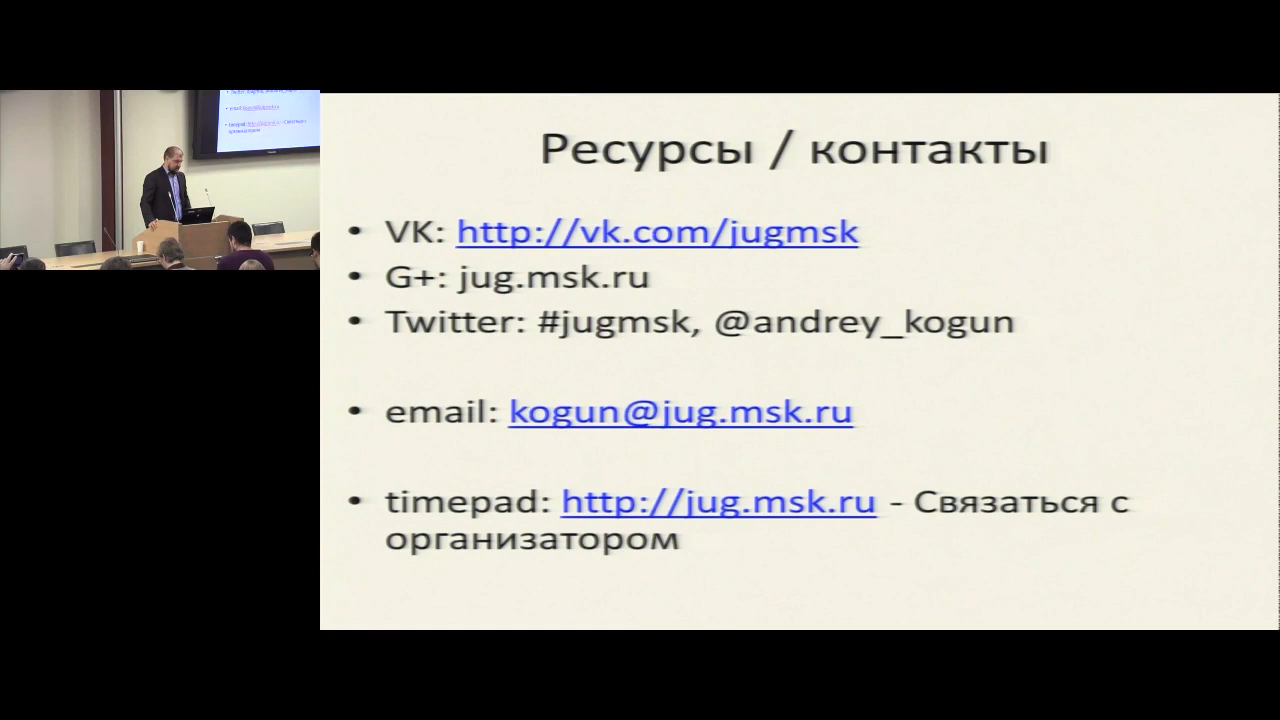 Ресурсы / контакты
• VK: http://vk.com/jugmsk
• G+: jug.msk.ru
• Twitter: #jugmsk, @andrey_kogun
• email: kogun@jug.msk.ru
• timepad: http://jug.msk.ru - Связаться с
организатором